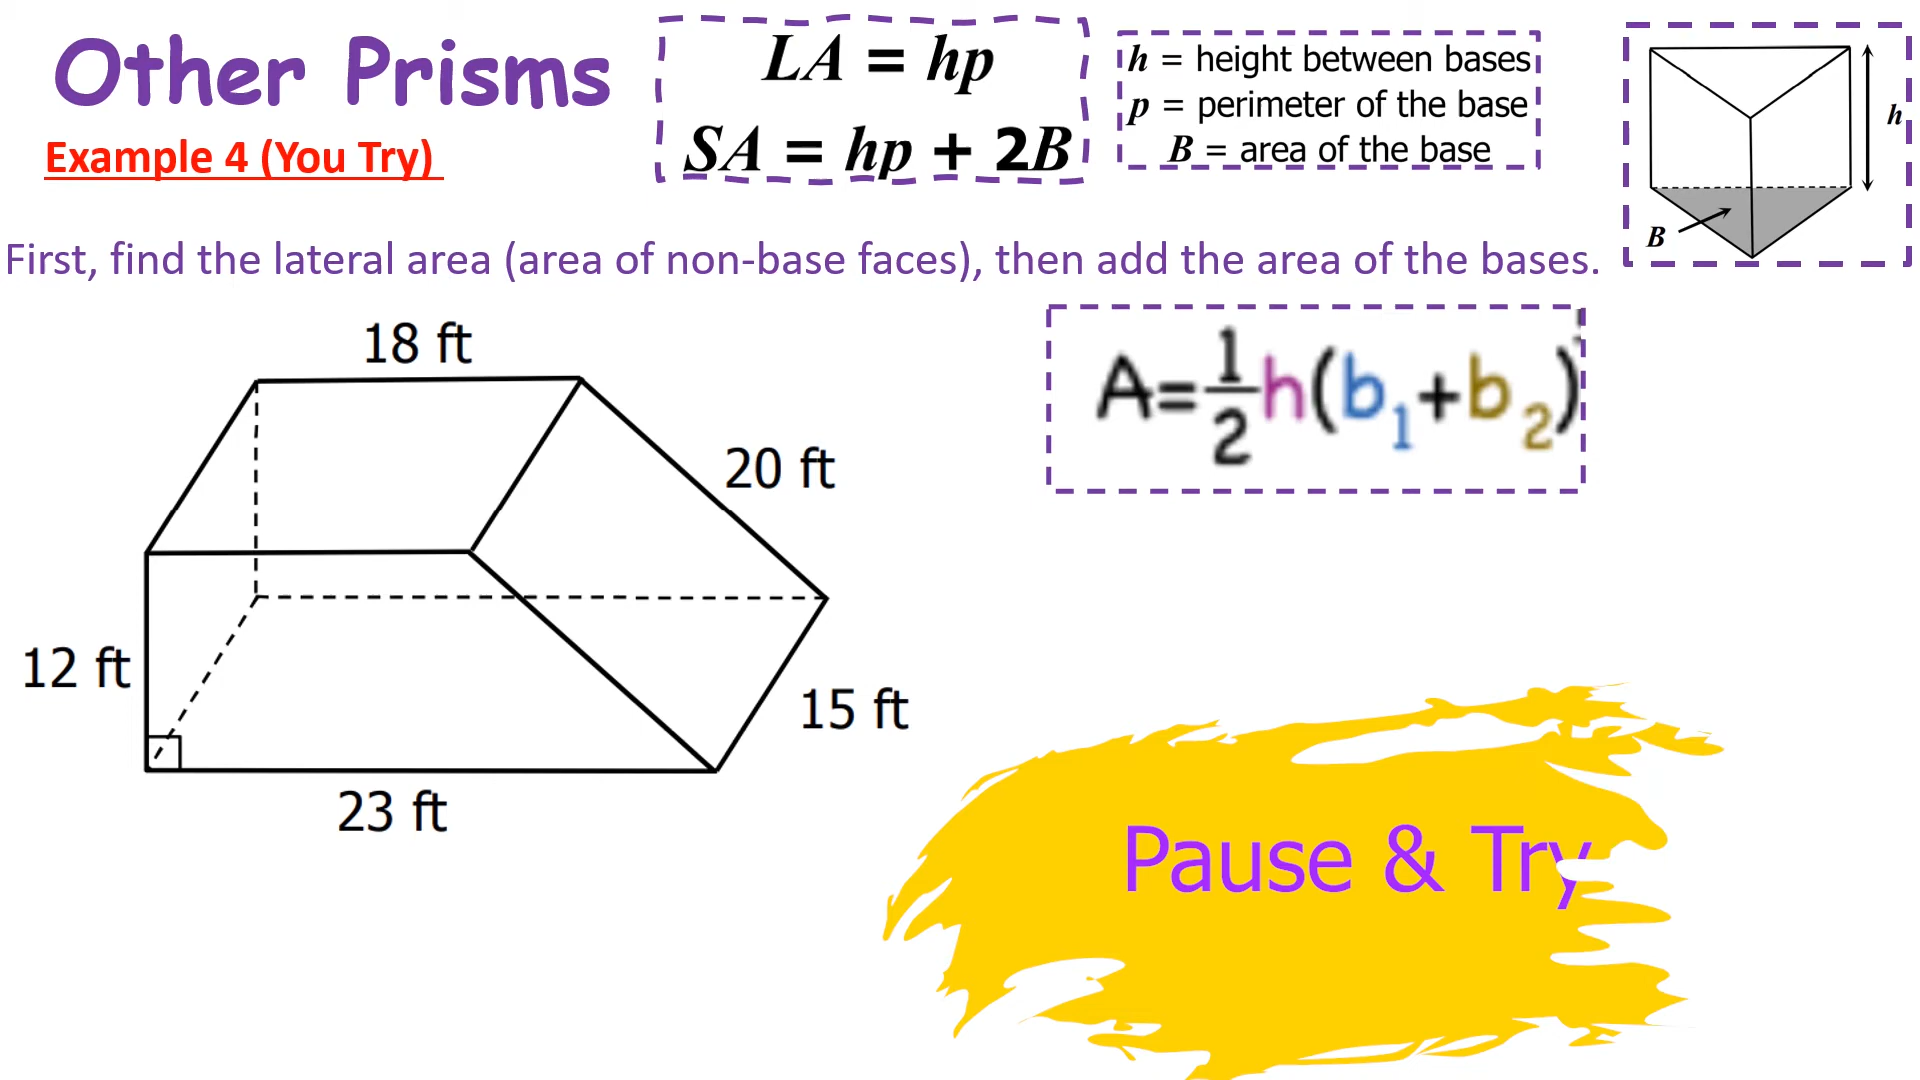 Other Prisms
Example 4 (You Try)
LA = hp
SA = hp + 2B
h = height between bases
p = perimeter of the base
B = area of the base
h
B
First, find the lateral area (area of non-base faces), then add the area of the bases.
18 ft
20 ft
12 ft
15 ft
23 ft
A=½h(b₁+b₂)
Pause & Try